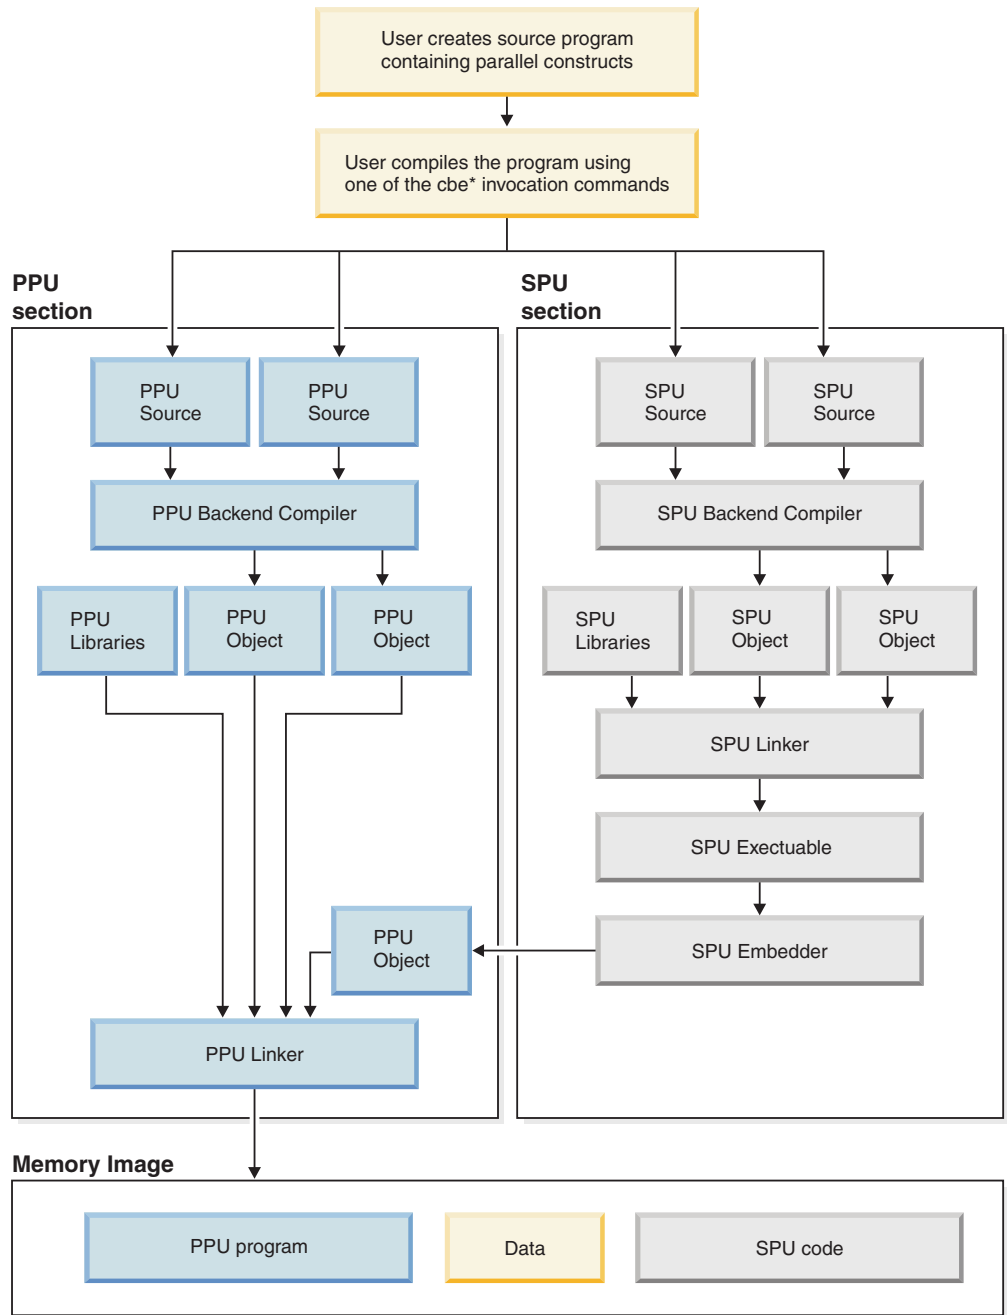 User creates source program
containing parallel constructs
User compiles the program using
one of the cbe* invocation commands
PPU
section
SPU
section
PPU
Source
PPU
Source
SPU
Source
SPU
Source
PPU Backend Compiler
SPU Backend Compiler
PPU
Libraries
PPU
Object
PPU
Object
SPU
Libraries
SPU
Object
SPU
Object
SPU Linker
SPU Exectuable
PPU
Object
SPU Embedder
PPU Linker
Memory Image
PPU program
Data
SPU code